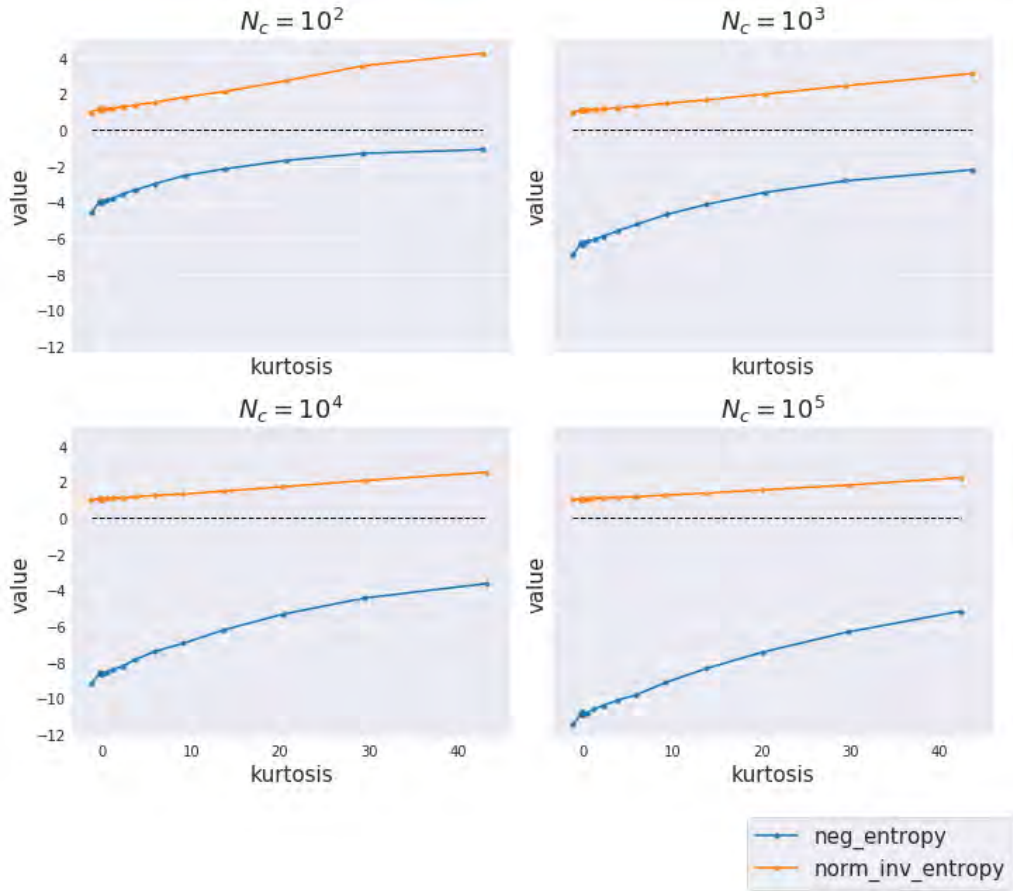 N_c = 10^2
N_c = 10^3
4
2
0
−2
−4
−6
−8
−10
−12
value
value
kurtosis
kurtosis
N_c = 10^4
N_c = 10^5
4
2
0
−2
−4
−6
−8
−10
−12
value
value
0 10 20 30 40
0 10 20 30 40
kurtosis
kurtosis
neg_entropy
norm_inv_entropy